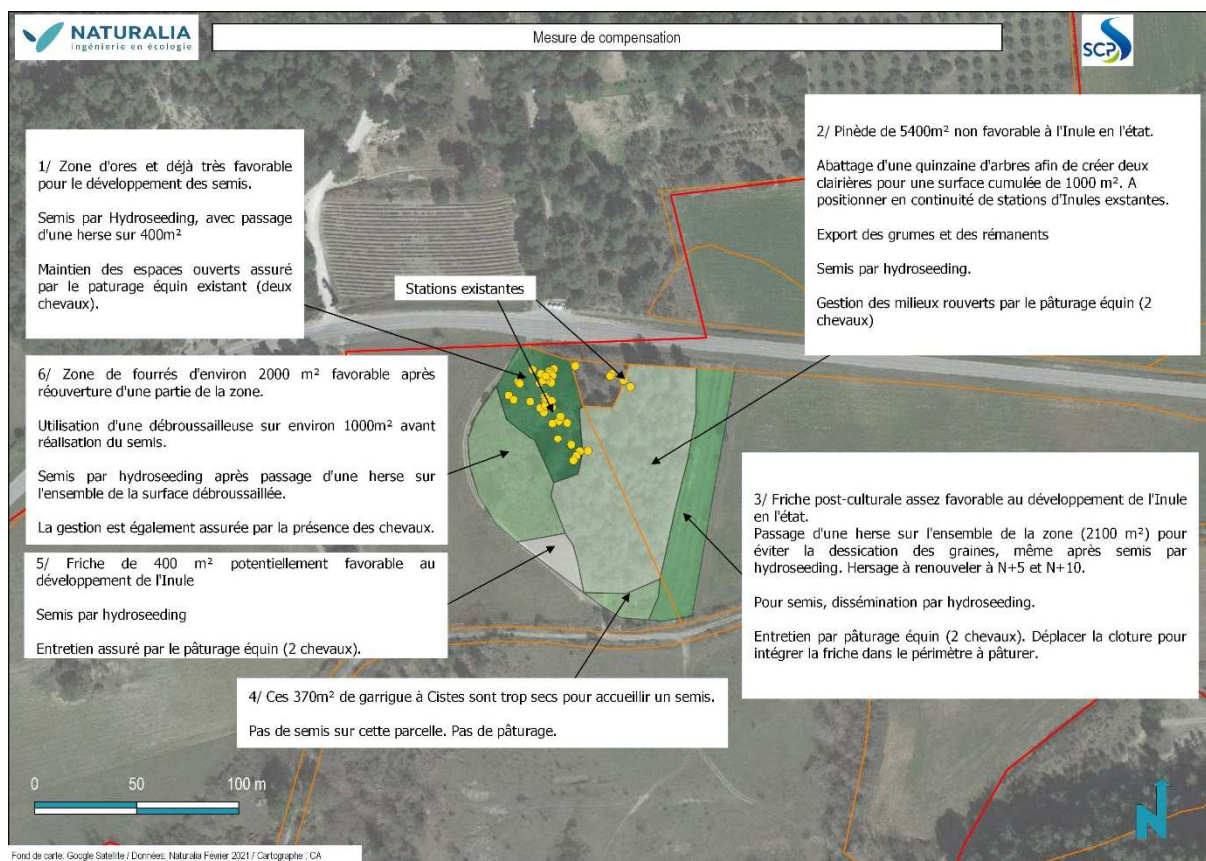 NATURALIA
ingénierie en écologie
Mesure de compensation
SCP
1/ Zone d'ores et déjà très favorable
pour le développement des semis.
Semis par Hydroseeding, avec passage
d'une herse sur 400m²
Maintien des espaces ouverts assuré
par le paturage équin existant (deux
chevaux).
2/ Pinède de 5400m² non favorable à l'Inule en l'état.
Abattage d'une quinzaine d'arbres afin de créer deux
clairières pour une surface cumulée de 1000 m². A
positionner en continuité de stations d'Inules exstantes.
Export des grumes et des rémanents
Semis par hydroseeding.
Gestion des milieux rouverts par le pâturage équin (2
chevaux)
Stations existantes
6/ Zone de fourrés d'environ 2000 m² favorable après
réouverture d'une partie de la zone.
Utilisation d'une débroussailleuse sur environ 1000m² avant
réalisation du semis.
Semis par hydroseeding après passage d'une herse sur
l'ensemble de la surface débroussaillée.
La gestion est également assurée par la présence des chevaux.
3/ Friche post-culturale assez favorable au développement de l'Inule
en l'état.
Passage d'une herse sur l'ensemble de la zone (2100 m²) pour
éviter la dessication des graines, même après semis par
hydroseeding. Hersage à renouveler à N+5 et N+10.
Pour semis, dissémination par hydroseeding.
Entretien par pâturage équin (2 chevaux). Déplacer la cloture pour
intégrer la friche dans le périmètre à pâturer.
5/ Friche de 400 m² potentiellement favorable au
développement de l'Inule
Semis par hydroseeding
Entretien assuré par le pâturage équin (2 chevaux).
4/ Ces 370m² de garrigue à Cistes sont trop secs pour accueillir un semis.
Pas de semis sur cette parcelle. Pas de pâturage.
0 50 100 m
N
Fond de carte: Google Satellite / Données: Naturalia Février 2021 / Cartographe : CA